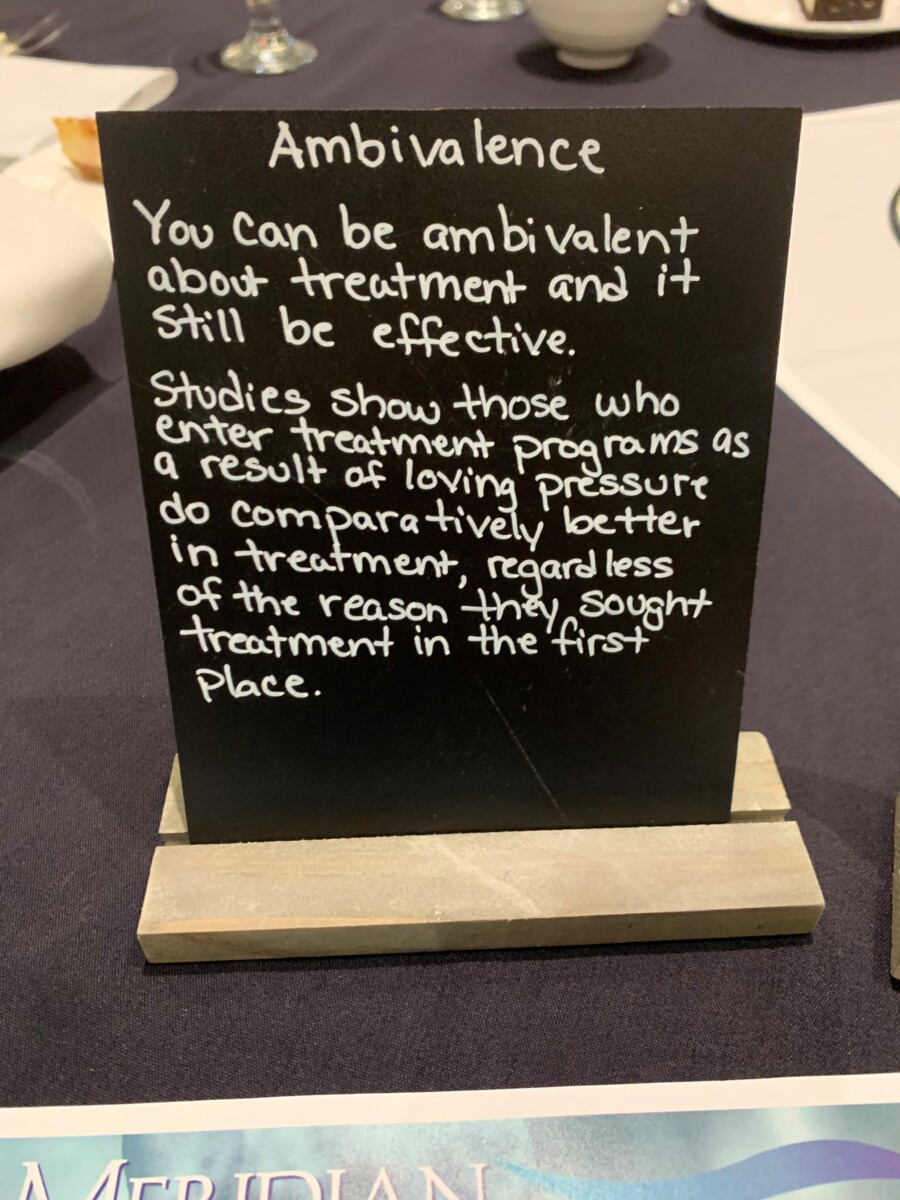 Ambivalence
You can be ambivalent
about treatment and it
still be effective.
Studies show those who
enter treatment programs as
a result of loving pressure
do comparatively better
in treatment, regardless
of the reason they sought
treatment in the first
place.
MERIDIAN